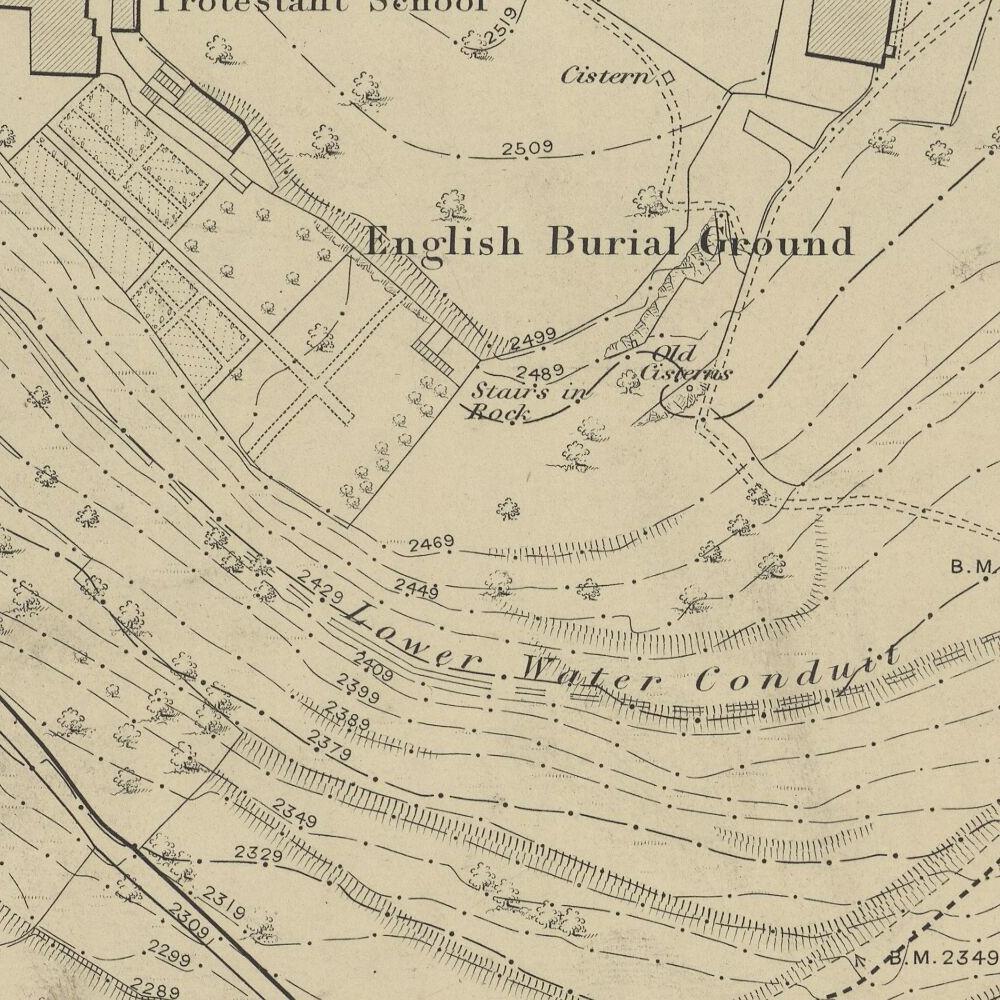 Protestant School
2519
Cistern
2509
English Burial Ground
2499
2489
Old
Cisterns
Stairs in
Rock
2469
2449
2429
B.M.
Lower Water Conduit
2409
2399
2389
2379
2349
2329
2319
2309
2299
2289
B.M. 2349